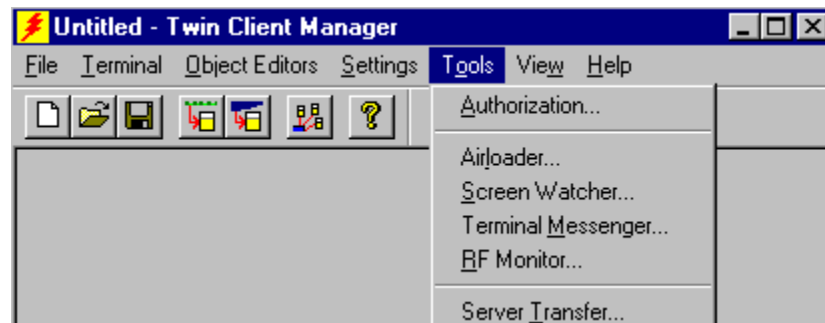 Untitled - Twin Client Manager
File Terminal Object Editors Settings Tools View Help
Authorization...
Airloader...
Screen Watcher...
Terminal Messenger...
RF Monitor...
Server Transfer...